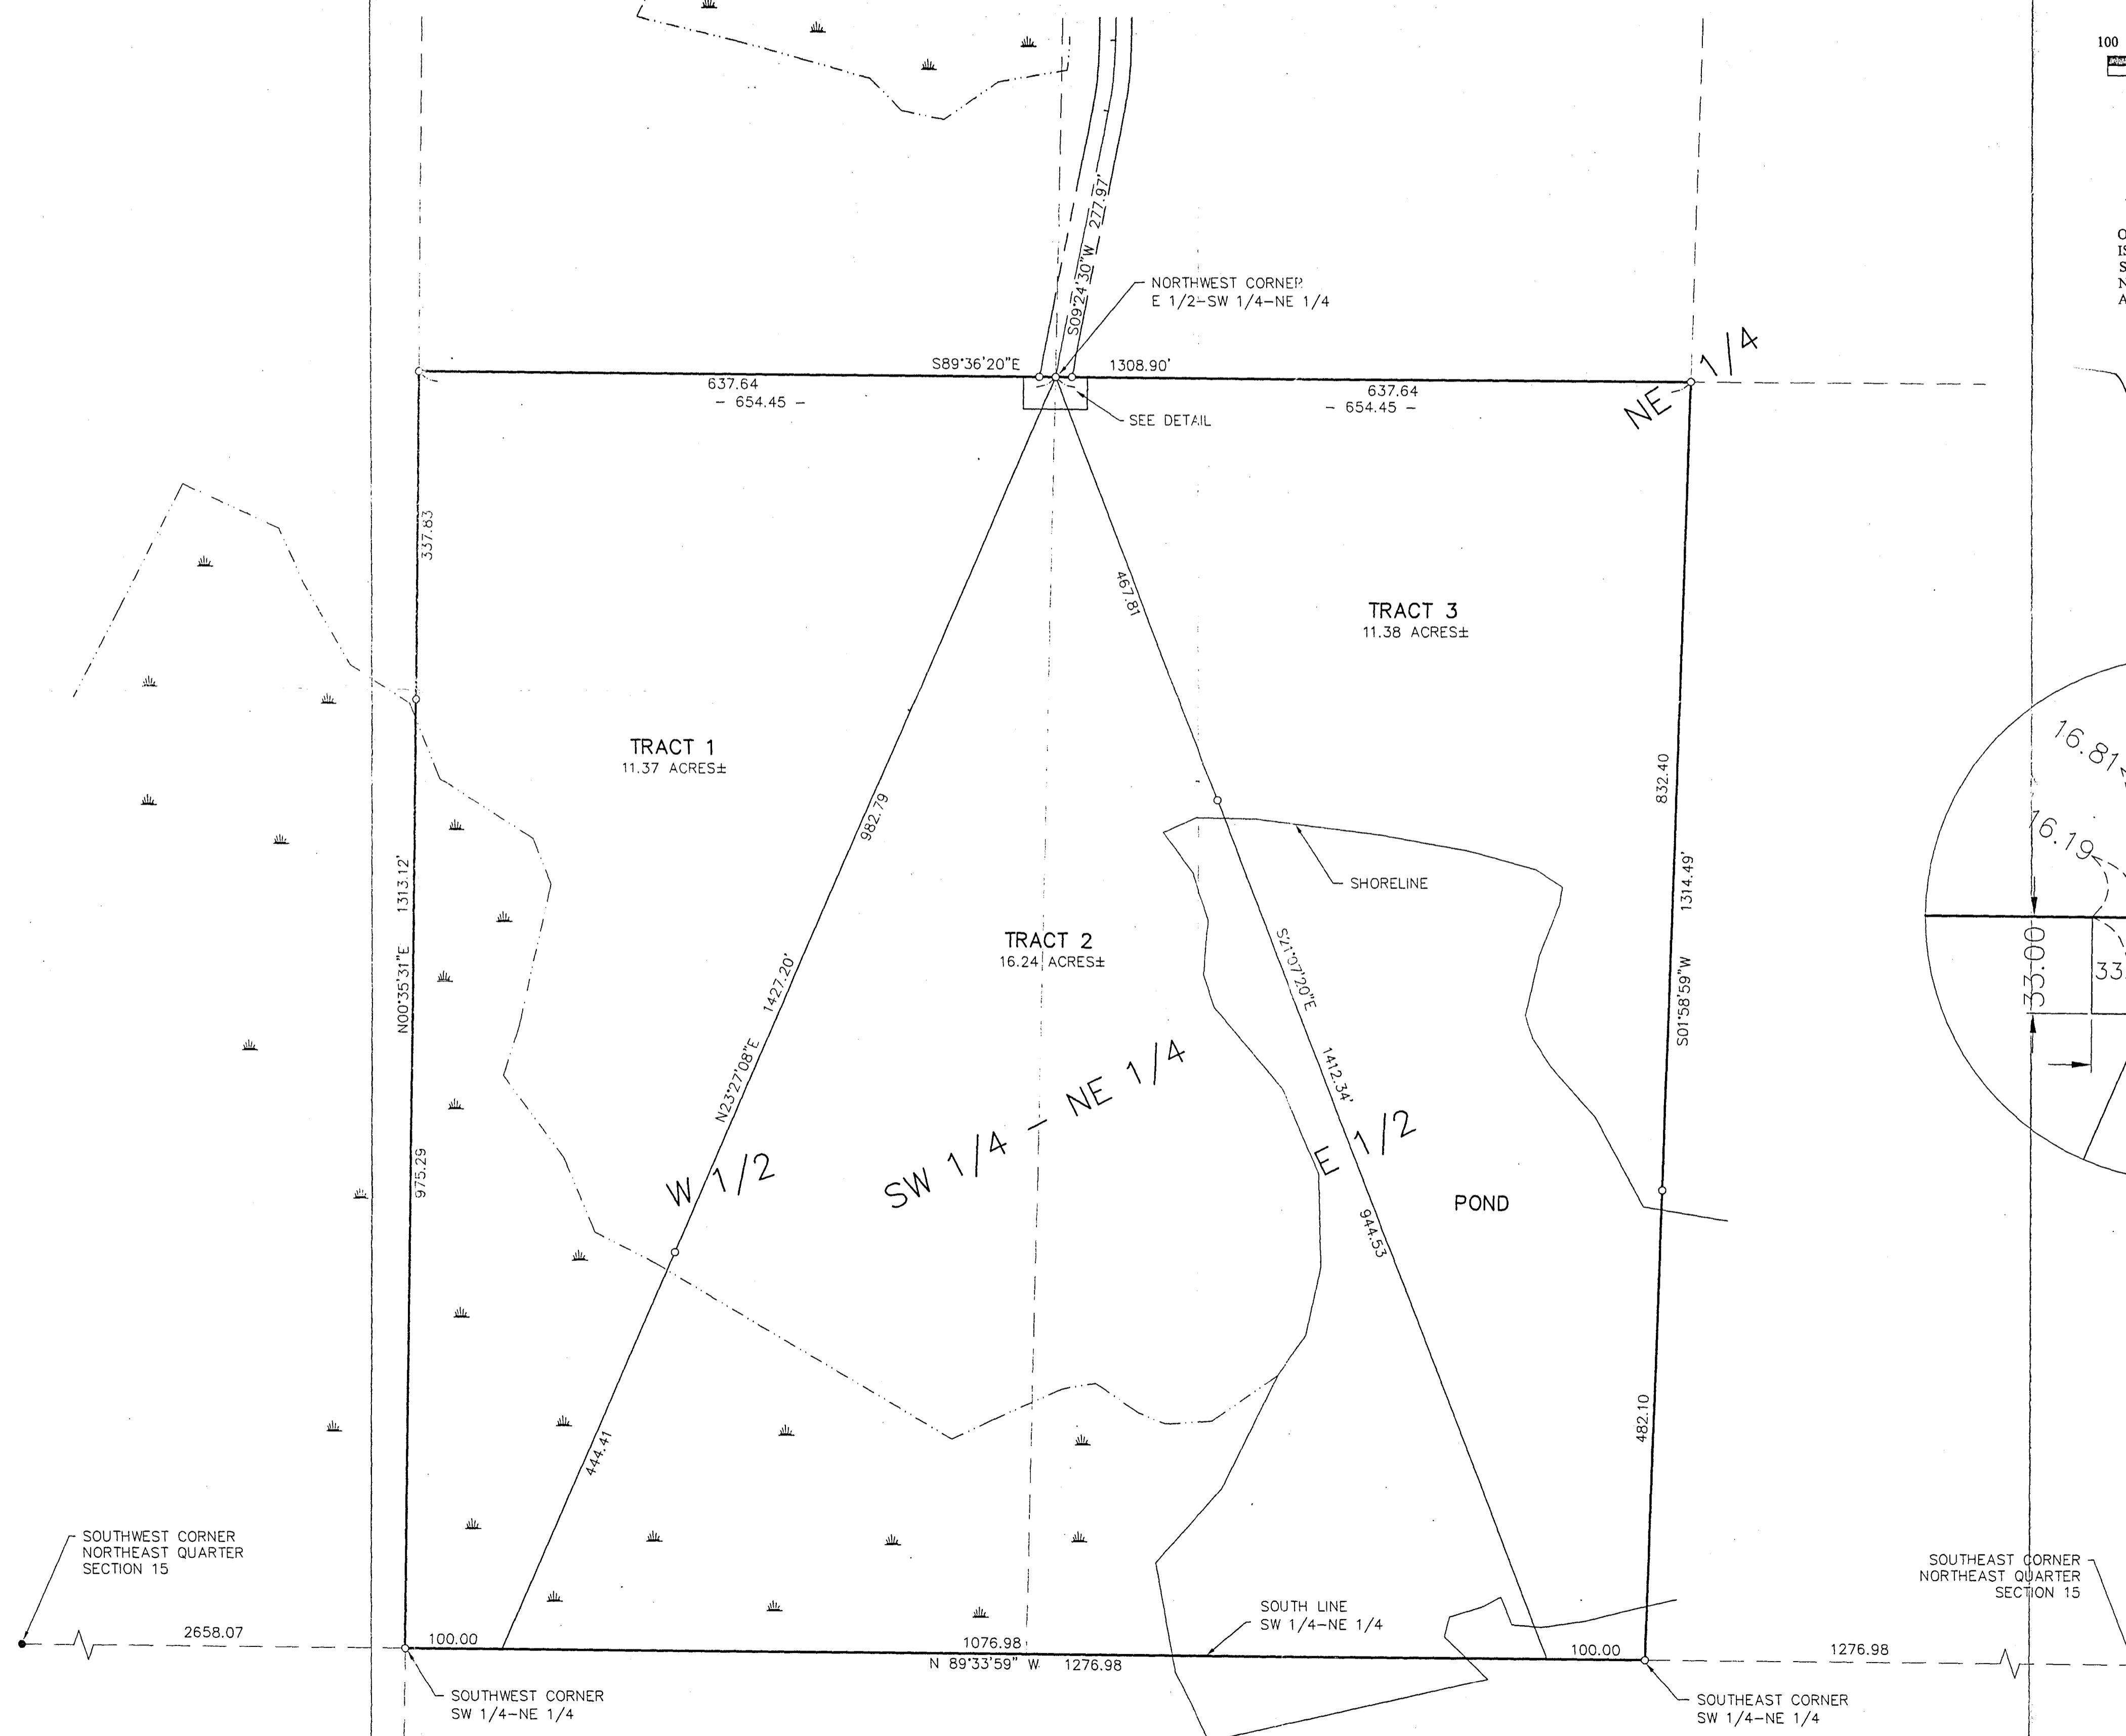 100
S09°24'30"W 277.97'
NORTHWEST CORNER
E 1/2-SW 1/4-NE 1/4
S89°36'20"E 1308.90'
637.64
- 654.45 -
637.64
- 654.45 -
SEE DETAIL
NE 1/4
337.83
467.81
TRACT 3
11.38 ACRES±
TRACT 1
11.37 ACRES±
982.79
832.40
16.81
16.19
SHORELINE
N00°35'31"E 1313.12'
TRACT 2
16.24 ACRES±
N23°27'08"E 1427.20'
S21°07'20"E 1412.34'
S01°58'59"W 1314.49'
33.00
33.
975.29
W 1/2
SW 1/4 - NE 1/4
E 1/2
944.53
POND
444.41
482.10
SOUTHWEST CORNER
NORTHEAST QUARTER
SECTION 15
SOUTHEAST CORNER
NORTHEAST QUARTER
SECTION 15
SOUTH LINE
SW 1/4-NE 1/4
2658.07
100.00
1076.98
100.00
1276.98
N 89°33'59" W 1276.98
SOUTHWEST CORNER
SW 1/4-NE 1/4
SOUTHEAST CORNER
SW 1/4-NE 1/4